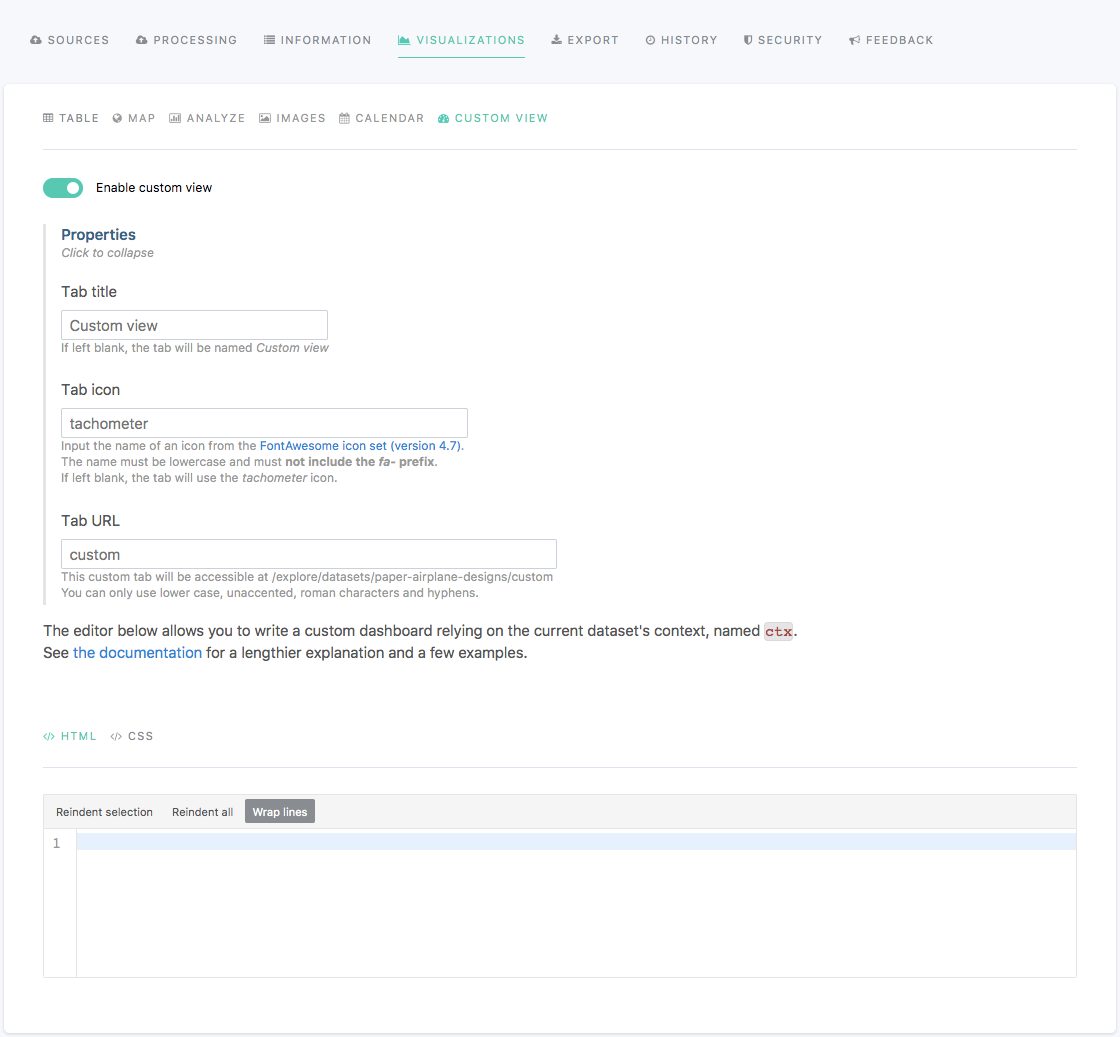 SOURCES PROCESSING INFORMATION VISUALIZATIONS EXPORT HISTORY SECURITY FEEDBACK
TABLE MAP ANALYZE IMAGES CALENDAR CUSTOM VIEW
Enable custom view
Properties
Click to collapse
Tab title
Custom view
If left blank, the tab will be named Custom view
Tab icon
tachometer
Input the name of an icon from the FontAwesome icon set (version 4.7).
The name must be lowercase and must not include the fa- prefix.
If left blank, the tab will use the tachometer icon.
Tab URL
custom
This custom tab will be accessible at /explore/datasets/paper-airplane-designs/custom
You can only use lower case, unaccented, roman characters and hyphens.
The editor below allows you to write a custom dashboard relying on the current dataset's context, named ctx.
See the documentation for a lengthier explanation and a few examples.
</> HTML </> CSS
Reindent selection Reindent all Wrap lines
1